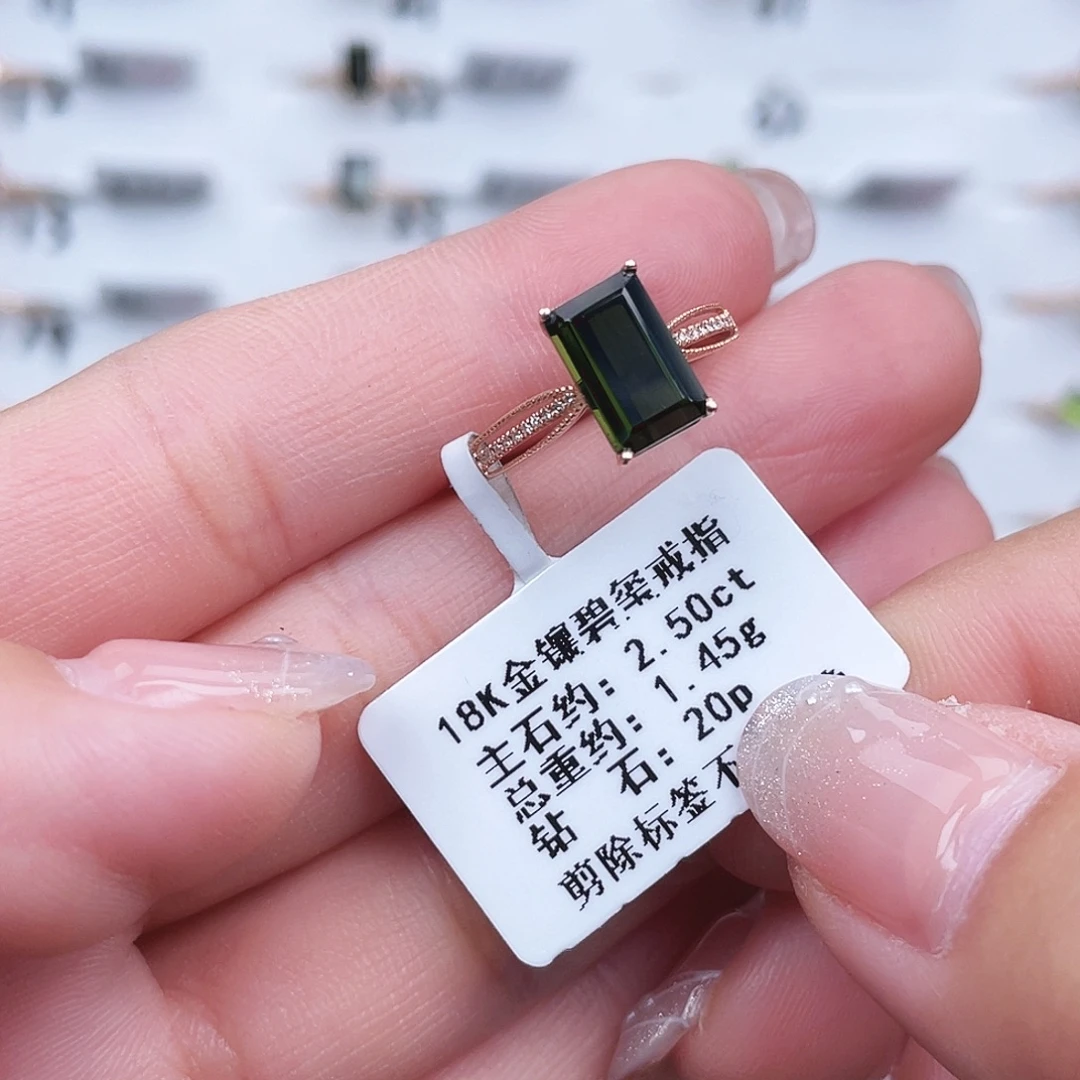 18K金镶碧玺戒指
主石约: 2.50ct
总重约: 1.45g
钻 石: 20p
剪除标签不